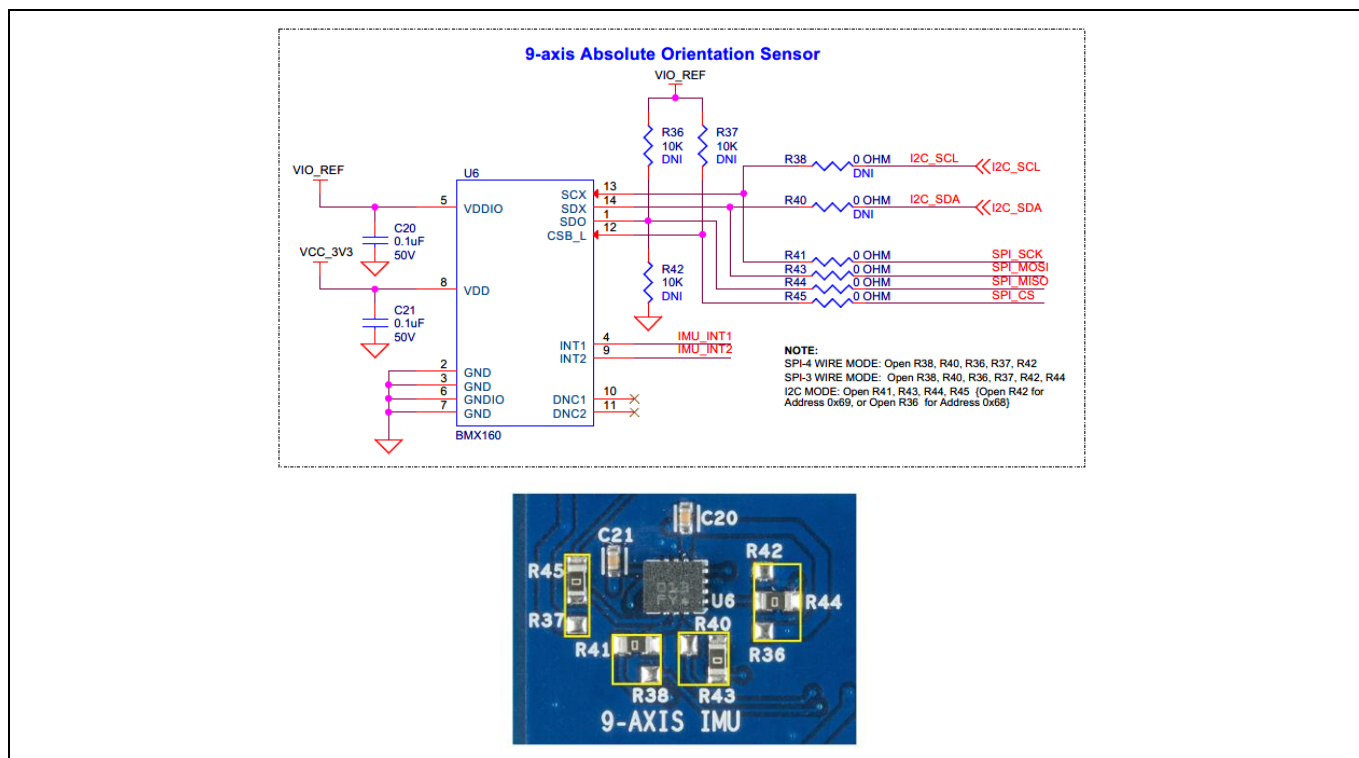 9-axis Absolute Orientation Sensor
VIO_REF
R36
10K
DNI
R37
10K
DNI
VIO_REF
U6
5
VDDIO
C20
0.1uF
50V
VCC_3V3
8
VDD
C21
0.1uF
50V
2
GND
3
GND
6
GNDIO
7
GND
BMX160
SCX
13
SDX
14
SDO
1
CSB_L
12
R42
10K
DNI
INT1
4
IMU_INT1
INT2
9
IMU_INT2
DNC1
10
DNC2
11
R38
0 OHM
DNI
I2C_SCL
I2C_SCL
R40
0 OHM
DNI
I2C_SDA
I2C_SDA
R41
0 OHM
SPI_SCK
R43
0 OHM
SPI_MOSI
R44
0 OHM
SPI_MISO
R45
0 OHM
SPI_CS
NOTE:
SPI-4 WIRE MODE: Open R38, R40, R36, R37, R42
SPI-3 WIRE MODE: Open R38, R40, R36, R37, R42, R44
I2C MODE: Open R41, R43, R44, R45 {Open R42 for
Address 0x69, or Open R36 for Address 0x68}
C20
C21
R42
R45
U6
R44
R37
R40
R41
R36
R38
R43
9-AXIS IMU